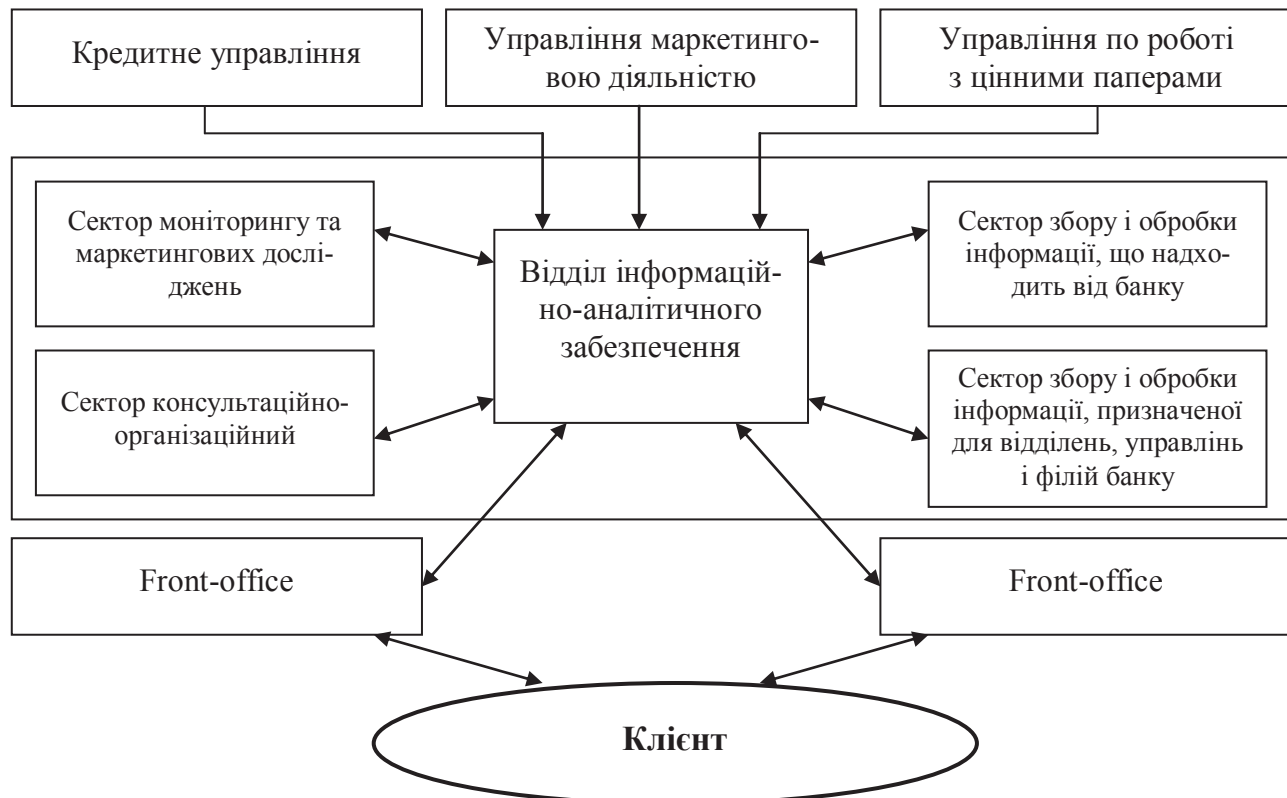 Кредитне управління
Управління маркетинго-
вою діяльністю
Управління по роботі
з цінними паперами
Сектор моніторингу та
маркетингових дослі-
джень
Відділ інформацій-
но-аналітичного
забезпечення
Сектор збору і обробки
інформації, що надхо-
дить від банку
Сектор консультаційно-
організаційний
Сектор збору і обробки
інформації, призначеної
для відділень, управлінь
і філій банку
Front-office
Front-office
Клієнт